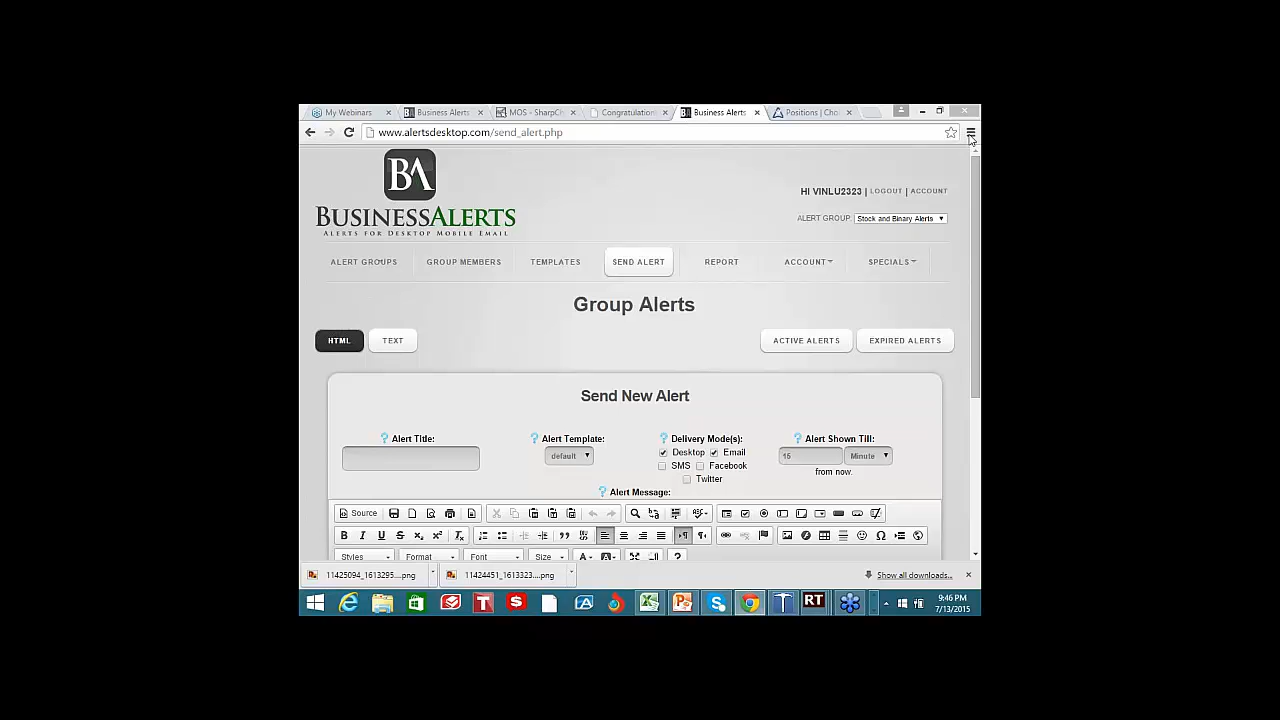 My Webinars
Business Alerts
MOS - SharpCh
Congratulation
Business Alerts
Positions | Cho
www.alertsdesktop.com/send_alert.php
BA
BUSINESSALERTS
ALERTS FOR DESKTOP MOBILE EMAIL
HI VINLU2323 | LOGOUT | ACCOUNT
ALERT GROUP: Stock and Binary Alerts
ALERT GROUPS GROUP MEMBERS TEMPLATES SEND ALERT REPORT ACCOUNT SPECIALS
Group Alerts
HTML TEXT ACTIVE ALERTS EXPIRED ALERTS
Send New Alert
? Alert Title: ? Alert Template: ? Delivery Mode(s): ? Alert Shown Till:
default Desktop Email 15 Minute
SMS Facebook from now.
Twitter
? Alert Message:
Source
B I U S x₂ x² Tx
Styles Format Font Size A A ?
11425094_1613295....png 11424451_1613323....png Show all downloads...
RT 9:46 PM
7/13/2015